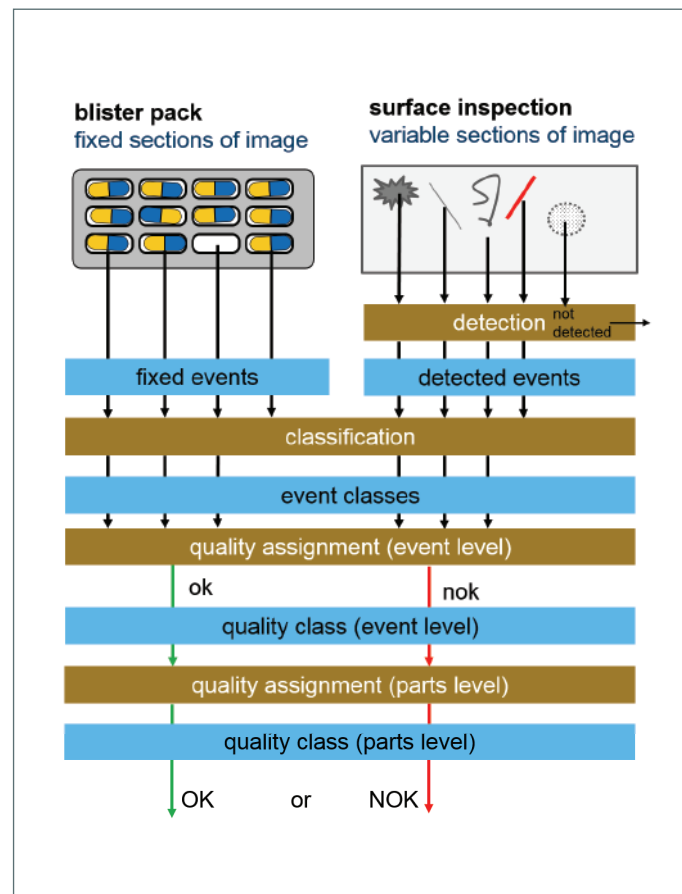 blister pack
fixed sections of image
surface inspection
variable sections of image
detection
not
detected
fixed events
detected events
classification
event classes
quality assignment (event level)
ok
nok
quality class (event level)
quality assignment (parts level)
quality class (parts level)
OK or NOK